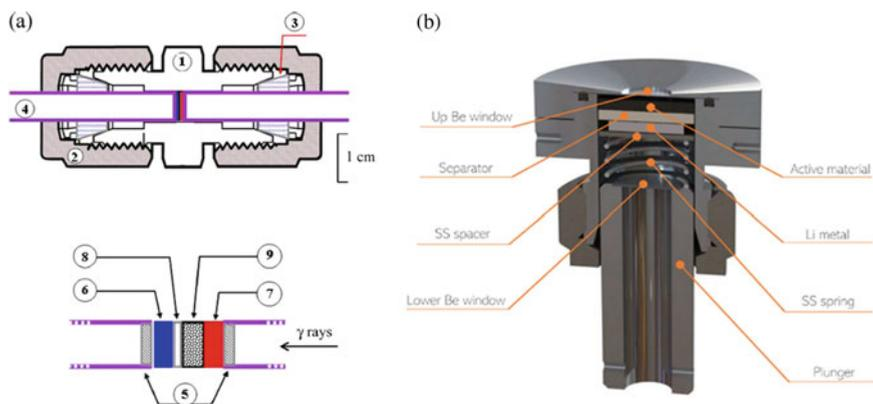 (a)
1
3
4
2
1 cm
8
9
6
7
γ rays
5
(b)
Up Be window
Separator
SS spacer
Lower Be window
Active material
Li metal
SS spring
Plunger